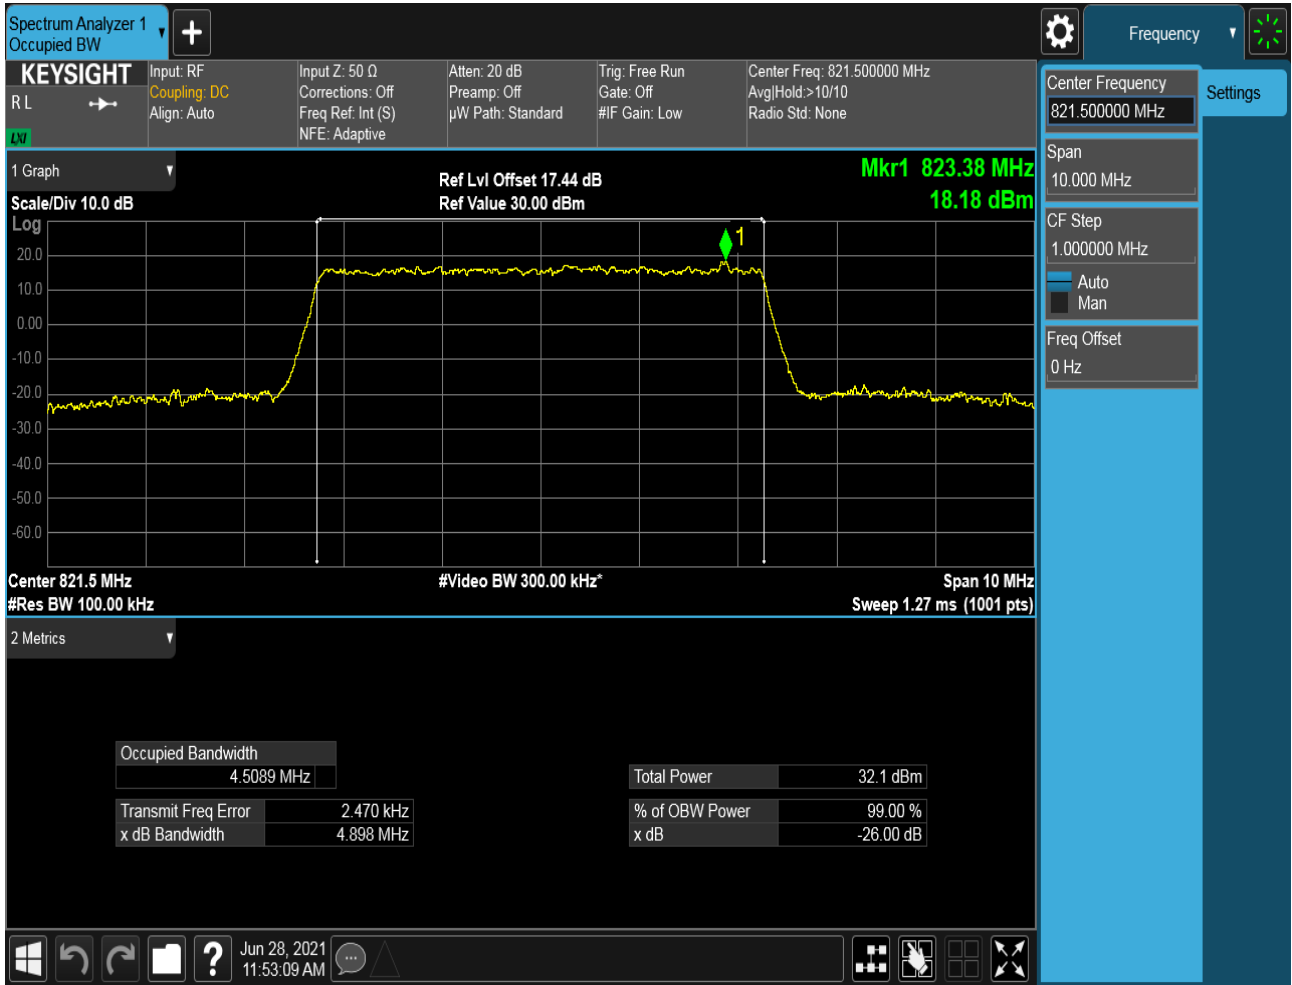 Spectrum Analyzer 1
Occupied BW
+
Frequency
KEYSIGHT
R L
LXI
Input: RF
Coupling: DC
Align: Auto
Input Z: 50 Ω
Corrections: Off
Freq Ref: Int (S)
NFE: Adaptive
Atten: 20 dB
Preamp: Off
µW Path: Standard
Trig: Free Run
Gate: Off
#IF Gain: Low
Center Freq: 821.500000 MHz
Avg|Hold:>10/10
Radio Std: None
Center Frequency
821.500000 MHz
Settings
Span
10.000 MHz
CF Step
1.000000 MHz
Auto
Man
Freq Offset
0 Hz
1 Graph
Scale/Div 10.0 dB
Ref Lvl Offset 17.44 dB
Ref Value 30.00 dBm
Mkr1 823.38 MHz
18.18 dBm
Log
1
20.0
10.0
0.00
-10.0
-20.0
-30.0
-40.0
-50.0
-60.0
Center 821.5 MHz
#Video BW 300.00 kHz*
Span 10 MHz
#Res BW 100.00 kHz
Sweep 1.27 ms (1001 pts)
2 Metrics
Occupied Bandwidth
4.5089 MHz
Transmit Freq Error 2.470 kHz
x dB Bandwidth 4.898 MHz
Total Power 32.1 dBm
% of OBW Power 99.00 %
x dB -26.00 dB
?
Jun 28, 2021
11:53:09 AM